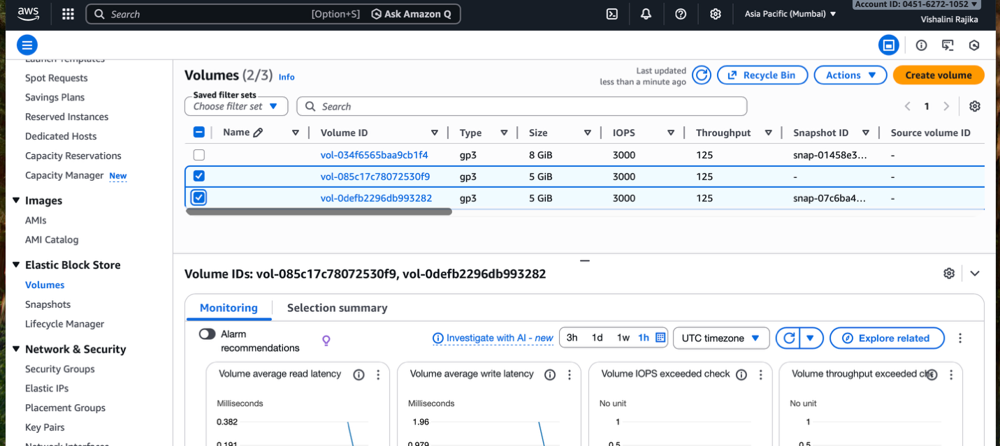 aws
Search [Option+S] Ask Amazon Q
Asia Pacific (Mumbai) ▼
Account ID: 0451-6272-1052 ▼
Vishalini Rajika
Launch Templates
Spot Requests
Savings Plans
Reserved Instances
Dedicated Hosts
Capacity Reservations
Capacity Manager New
Images
AMIs
AMI Catalog
Elastic Block Store
Volumes
Snapshots
Lifecycle Manager
Network & Security
Security Groups
Elastic IPs
Placement Groups
Key Pairs
Network Interfaces
Volumes (2/3) Info
Last updated
less than a minute ago
Recycle Bin
Actions ▼
Create volume
Saved filter sets
Choose filter set ▼
Search
1
Name Volume ID Type Size IOPS Throughput Snapshot ID Source volume ID
vol-034f6565baa9cb1f4 gp3 8 GiB 3000 125 snap-01458e3... -
vol-085c17c78072530f9 gp3 5 GiB 3000 125 - -
vol-0defb2296db993282 gp3 5 GiB 3000 125 snap-07c6ba4... -
Volume IDs: vol-085c17c78072530f9, vol-0defb2296db993282
Monitoring Selection summary
Alarm
recommendations
Investigate with AI - new
3h 1d 1w 1h
UTC timezone ▼
Explore related
Volume average read latency
Milliseconds
0.382
0.191
Volume average write latency
Milliseconds
1.96
0.979
Volume IOPS exceeded check
No unit
1
0.5
Volume throughput exceeded
No unit
1
0.5